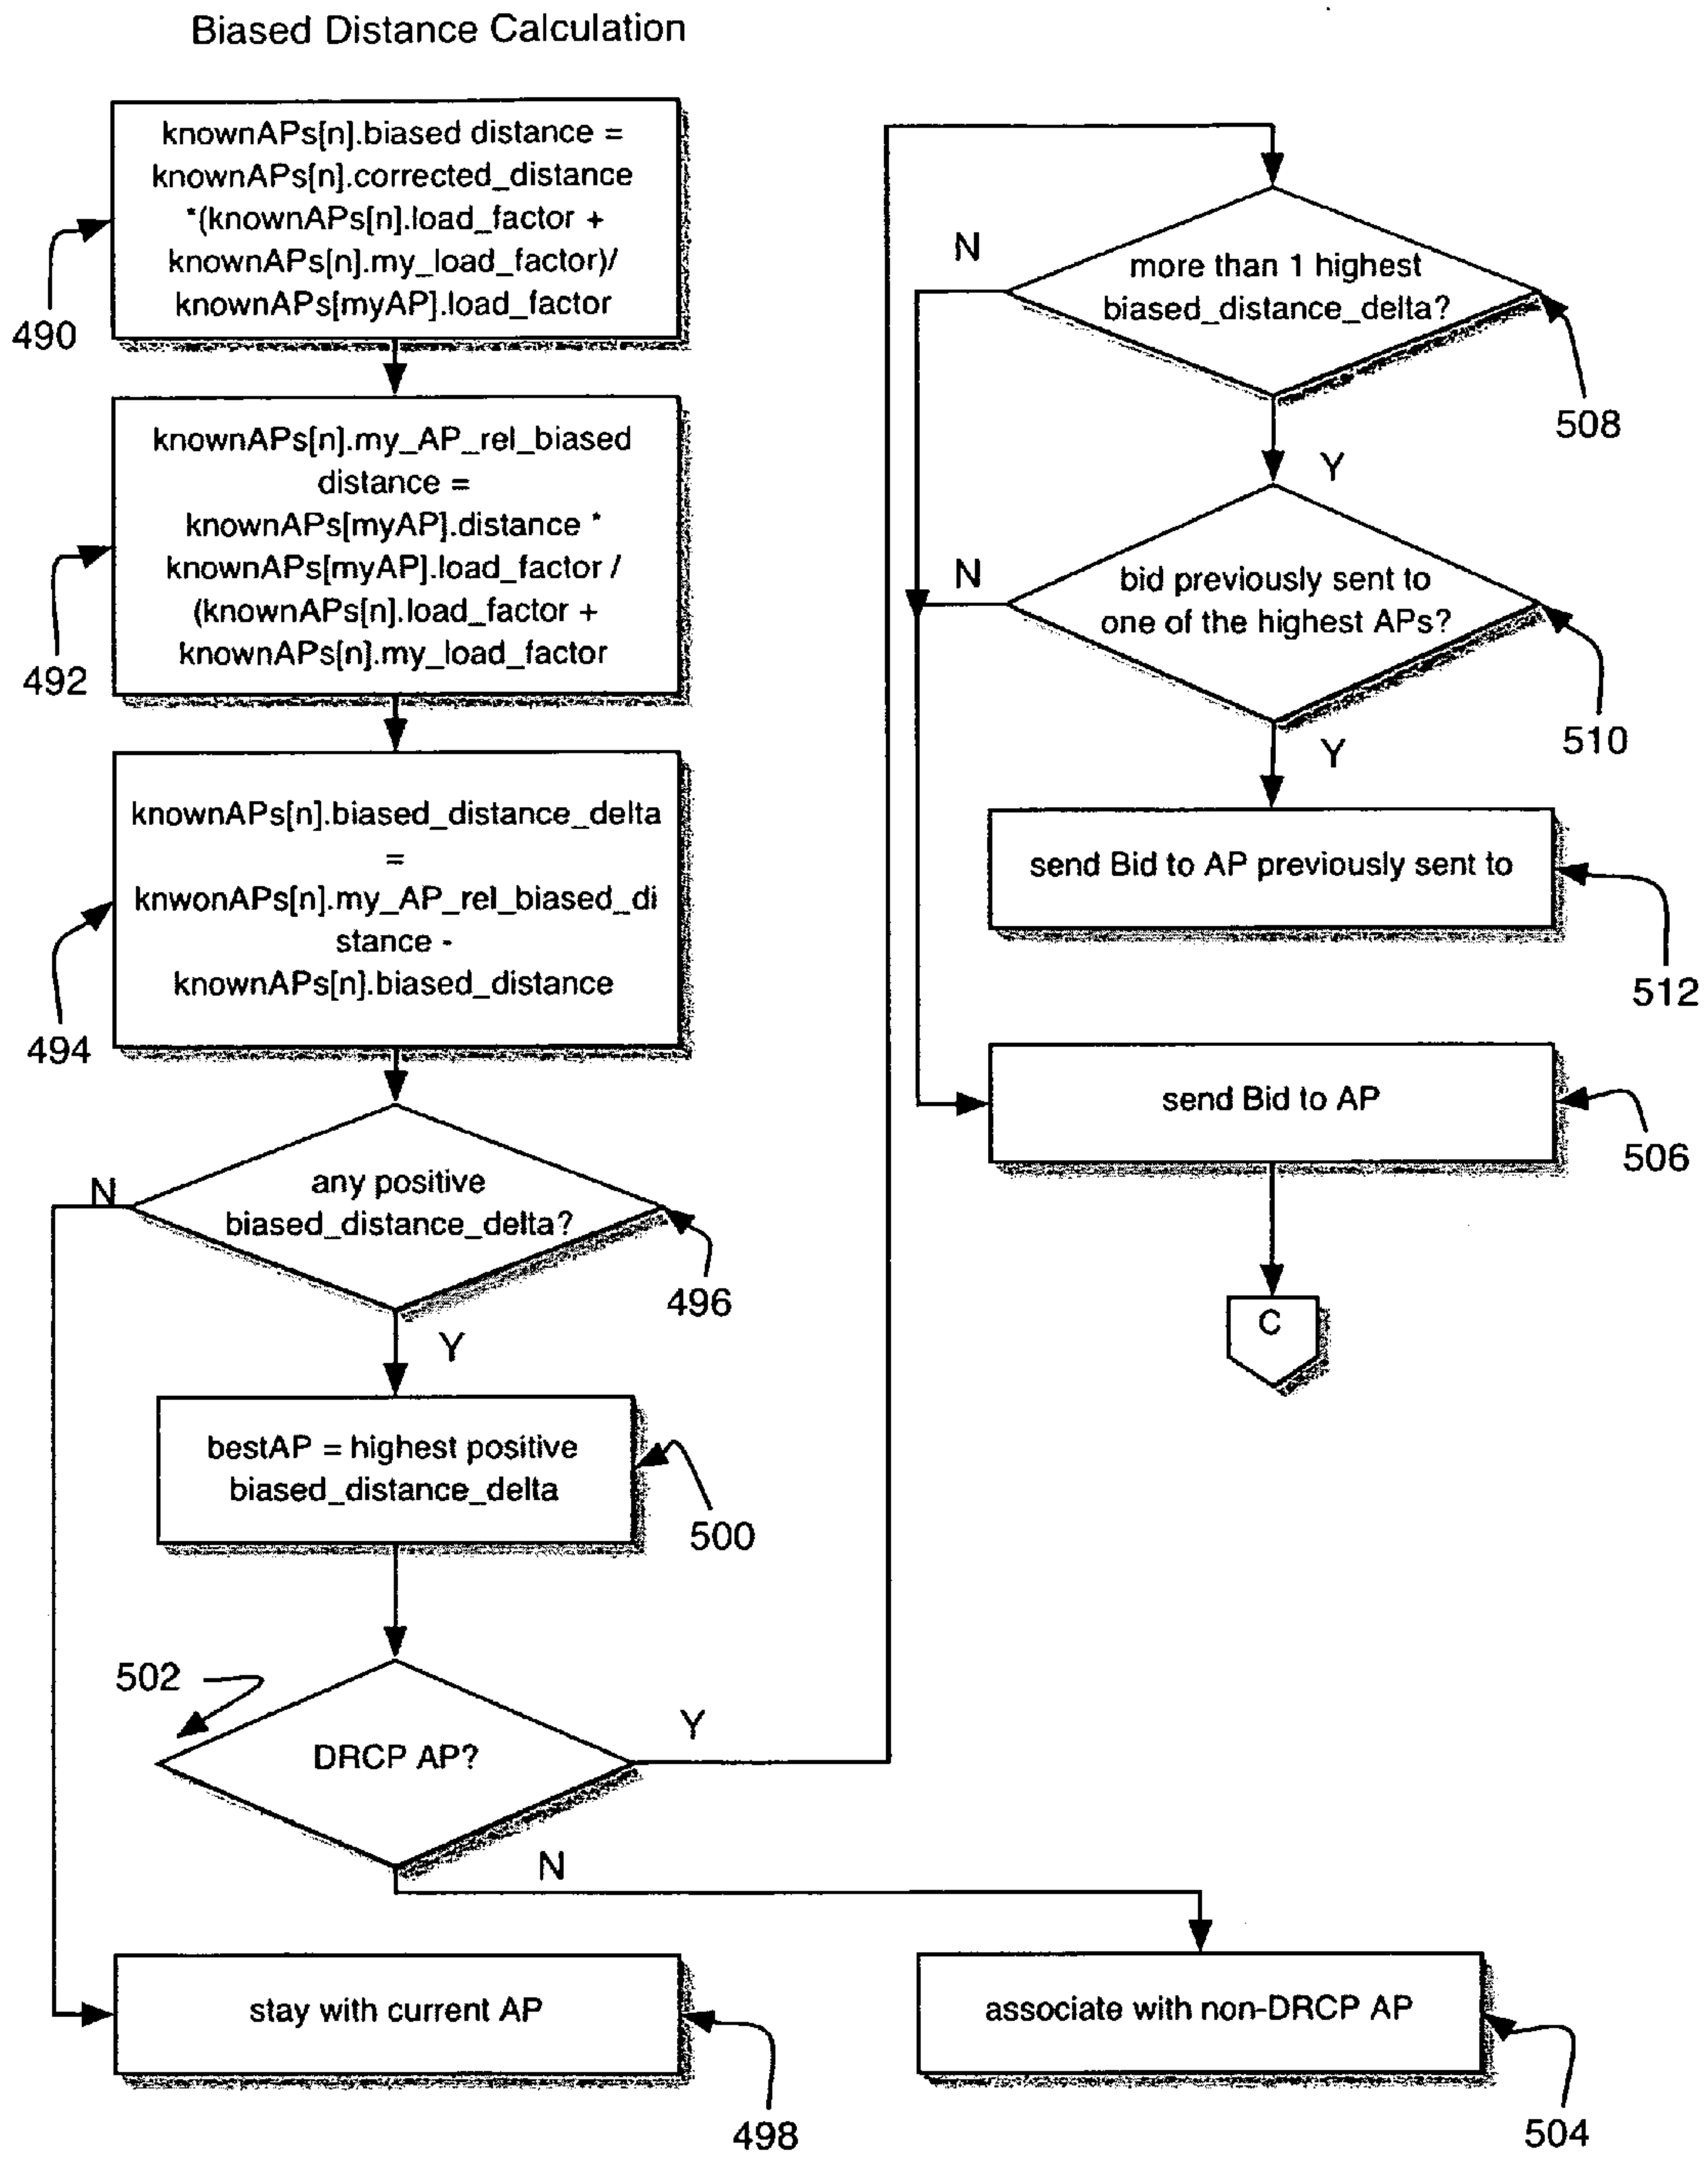 Biased Distance Calculation
knownAPs[n].biased distance =
knownAPs[n].corrected_distance
*(knownAPs[n].load_factor +
knownAPs[n].my_load_factor)/
knownAPs[myAP].load_factor
490
knownAPs[n].my_AP_rel_biased
distance =
knownAPs[myAP].distance *
knownAPs[myAP].load_factor /
(knownAPs[n].load_factor +
knownAPs[n].my_load_factor
492
knownAPs[n].biased_distance_delta
=
knwonAPs[n].my_AP_rel_biased_di
stance -
knownAPs[n].biased_distance
494
any positive
biased_distance_delta?
N
496
Y
bestAP = highest positive
biased_distance_delta
500
502
DRCP AP?
Y
N
stay with current AP
498
more than 1 highest
biased_distance_delta?
N
508
Y
bid previously sent to
one of the highest APs?
N
510
Y
send Bid to AP previously sent to
512
send Bid to AP
506
C
associate with non-DRCP AP
504